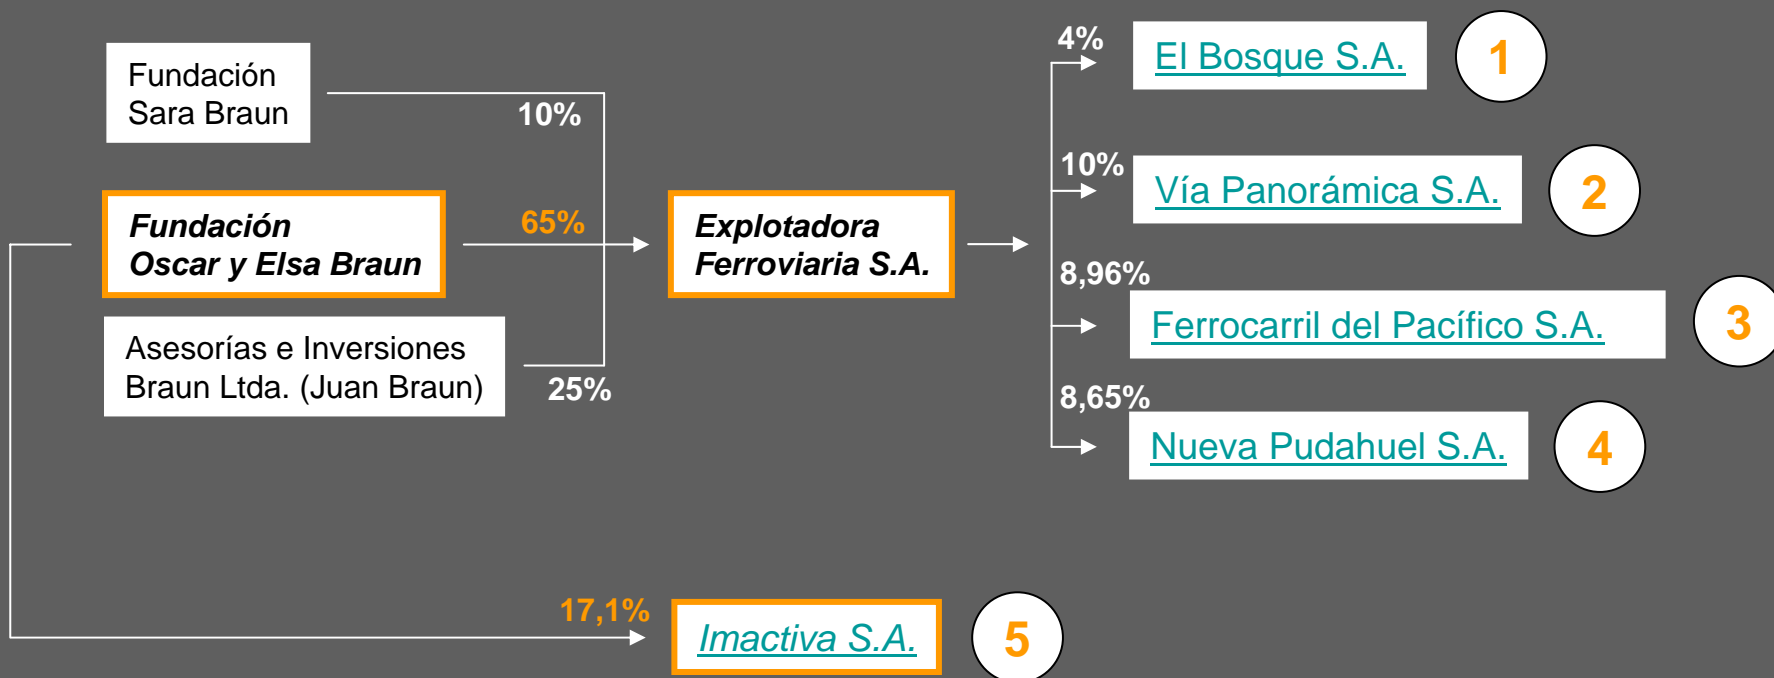 4%
El Bosque S.A.
1
Fundación
Sara Braun
10%
10%
Vía Panorámica S.A.
2
Fundación
Oscar y Elsa Braun
65%
Explotadora
Ferroviaria S.A.
8,96%
Ferrocarril del Pacífico S.A.
3
Asesorías e Inversiones
Braun Ltda. (Juan Braun)
25%
8,65%
Nueva Pudahuel S.A.
4
17,1%
Imactiva S.A.
5